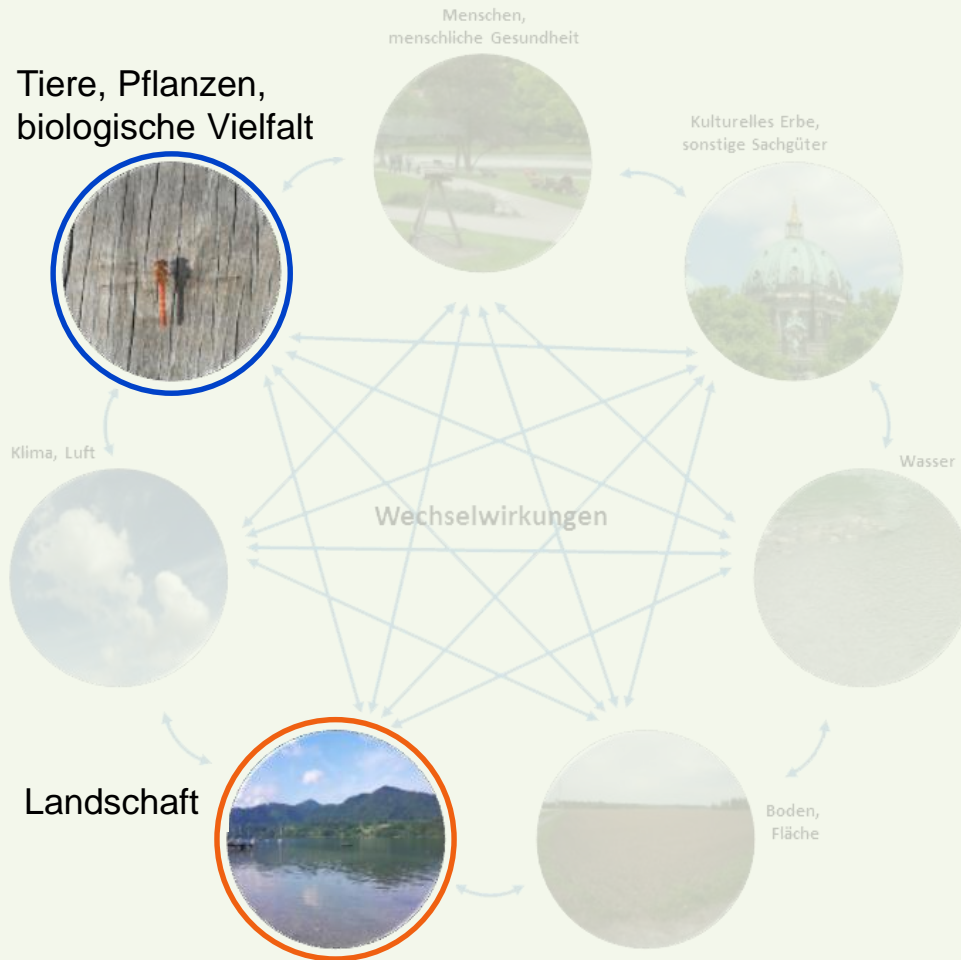 Menschen,
menschliche Gesundheit
Tiere, Pflanzen,
biologische Vielfalt
Kulturelles Erbe,
sonstige Sachgüter
Klima, Luft
Wasser
Wechselwirkungen
Landschaft
Boden,
Fläche